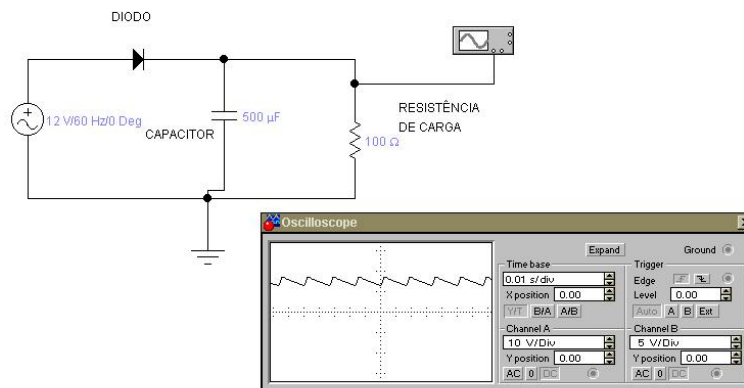 DIODO
12 V/60 Hz/0 Deg
CAPACITOR
500 µF
RESISTÊNCIA
DE CARGA
100 Ω
Oscilloscope
Expand
Ground
Time base
0.01 s/div
X position 0.00
Y/T B/A A/B
Trigger
Edge
Level 0.00
Auto A B Ext
Channel A
10 V/Div
Y position 0.00
AC 0 DC
Channel B
5 V/Div
Y position 0.00
AC 0 DC